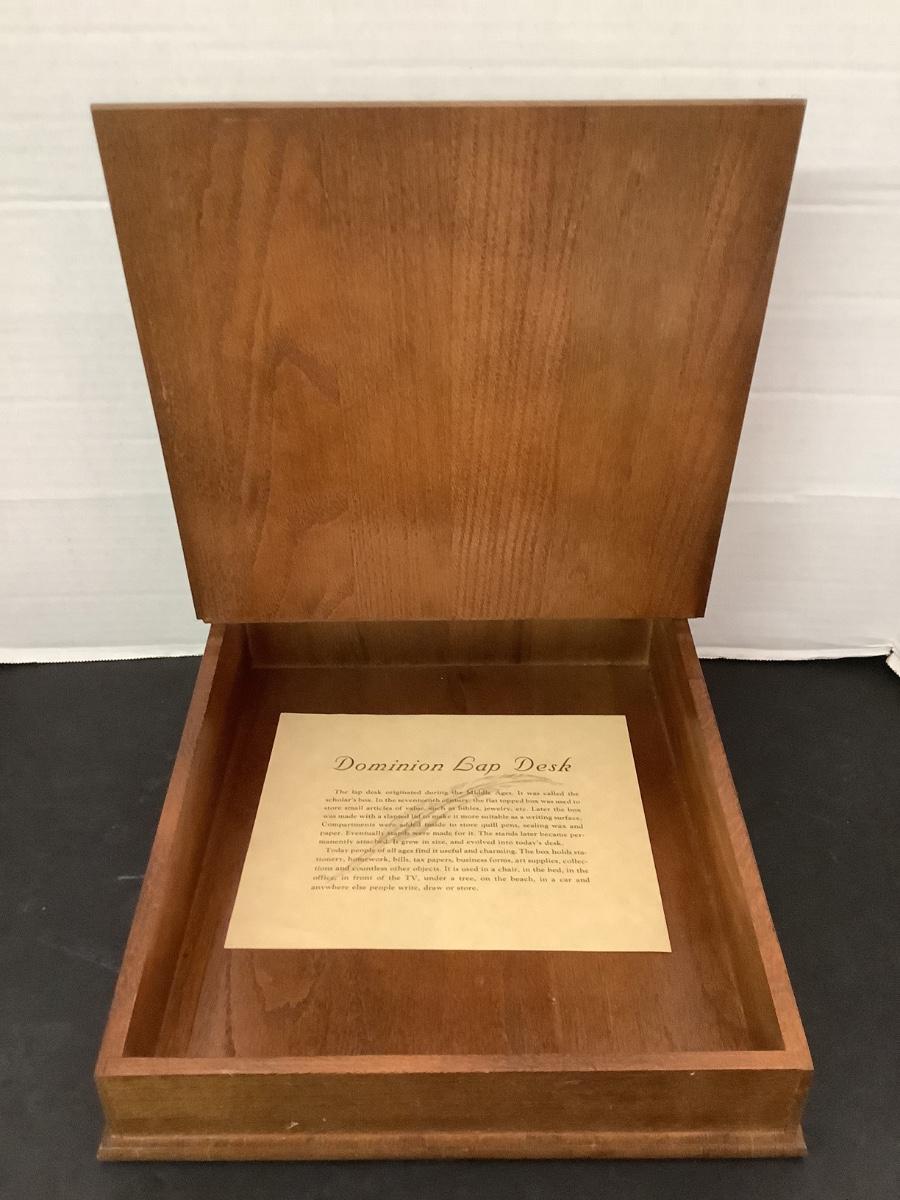 Dominion Lap Desk
The lap desk originated during the Middle Ages. It was called the
scholar's box. In the seventeenth century, the flat topped box was used to
store small articles of value, such as bibles, jewelry, etc. Later the box
was made with a slanted lid to make it more suitable as a writing surface.
Compartments were added inside to store quill pens, sealing wax and
paper. Eventually stands were made for it. The stands later became per-
manently attached. It grew in size, and evolved into today's desk.
Today people of all ages find it useful and charming. The box holds sta-
tionery, homework, bills, tax papers, business forms, art supplies, collec-
tions and countless other objects. It is used in a chair, in the bed, in the
office, in front of the TV, under a tree, on the beach, in a car and
anywhere else people write, draw or store.